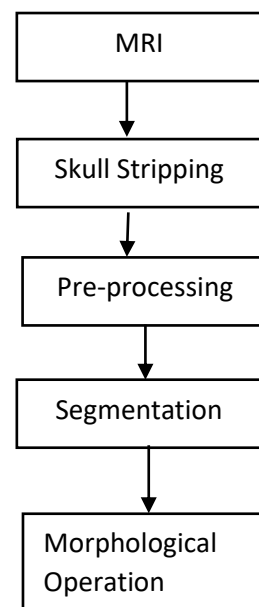 MRI
Skull Stripping
Pre-processing
Segmentation
Morphological
Operation